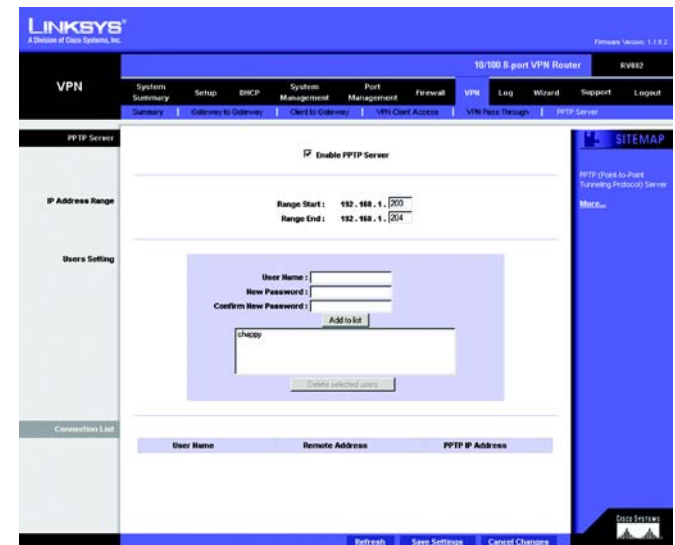 LINKSYS®
A Division of Cisco Systems, Inc.
Firmware Version: 1.1.6.2
10/100 8-port VPN Router
RV082
VPN
System Summary
Setup
DHCP
System Management
Port Management
Firewall
VPN
Log
Wizard
Support
Logout
Summary | Gateway to Gateway | Client to Gateway | VPN Client Access | VPN Pass Through | PPTP Server
PPTP Server
Enable PPTP Server
SITEMAP
PPTP (Point-to-Point Tunneling Protocol) Server
More...
IP Address Range
Range Start : 192 . 168 . 1 . 200
Range End : 192 . 168 . 1 . 204
Users Setting
User Name :
New Password :
Confirm New Password :
Add to list
chappy
Delete selected users
Connection List
User Name
Remote Address
PPTP IP Address
Refresh
Save Settings
Cancel Changes
CISCO SYSTEMS